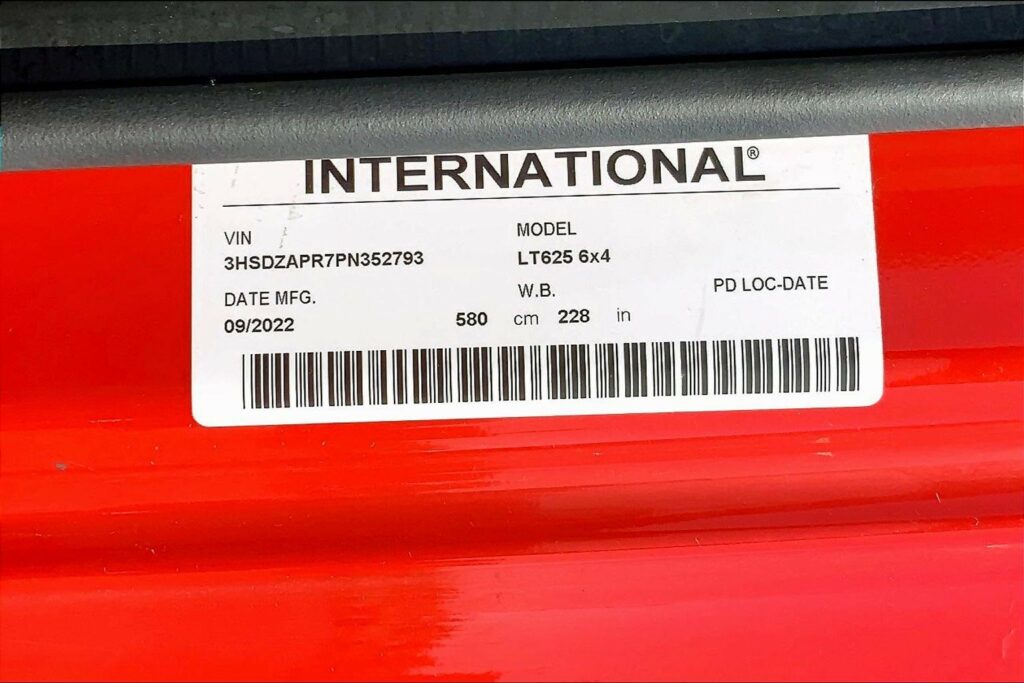 INTERNATIONAL®
VIN
3HSDZAPR7PN352793
MODEL
LT625 6x4
DATE MFG.
09/2022
W.B.
580 cm 228 in
PD LOC-DATE